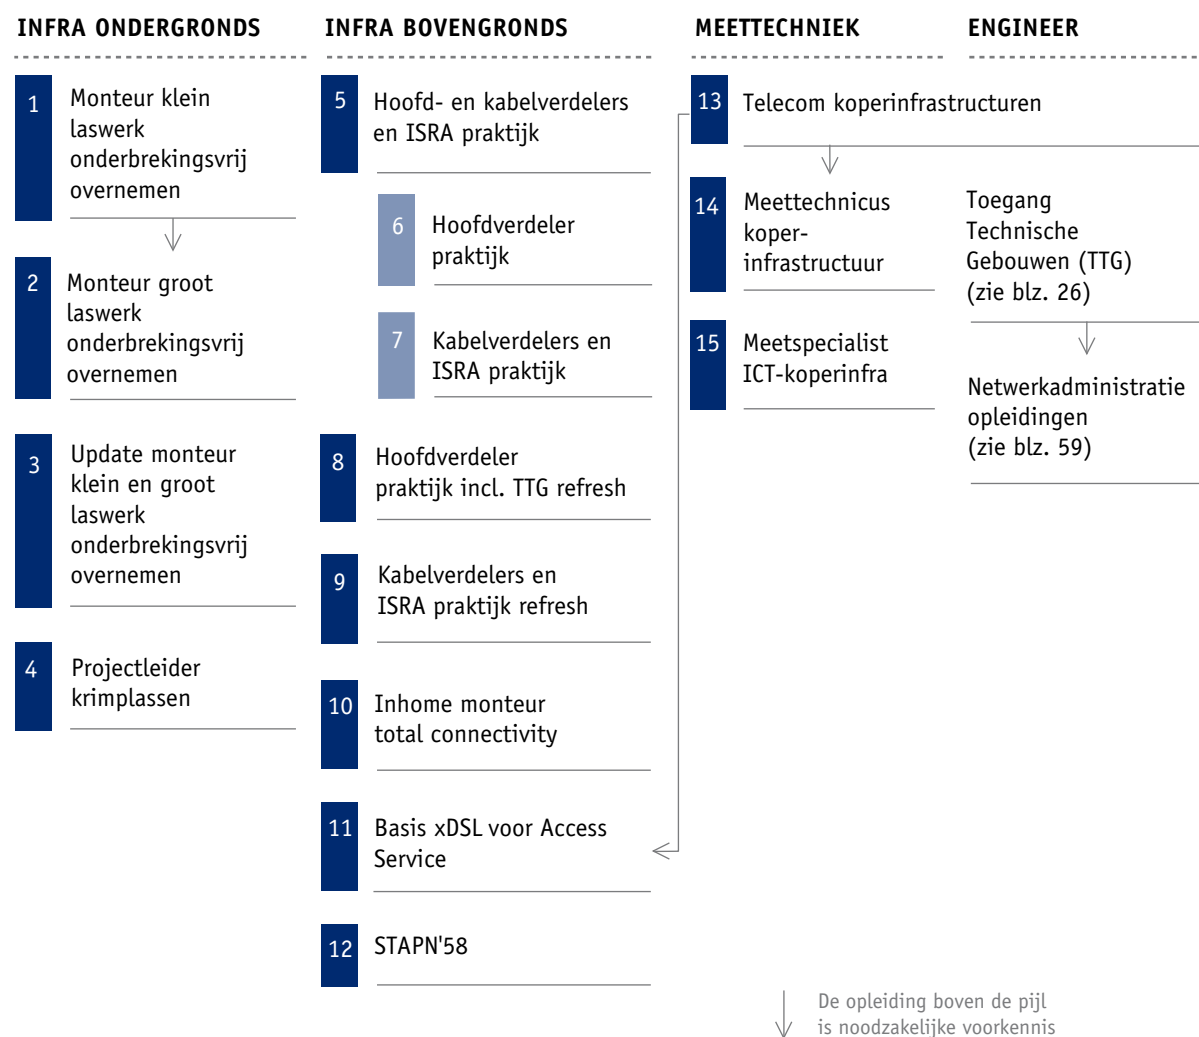 INFRA ONDERGRONDS
1
Monteur klein
laswerk
onderbrekingsvrij
overnemen
2
Monteur groot
laswerk
onderbrekingsvrij
overnemen
3
Update monteur
klein en groot
laswerk
onderbrekingsvrij
overnemen
4
Projectleider
krimplassen
INFRA BOVENGRONDS
5
Hoofd- en kabelverdelers
en ISRA praktijk
6
Hoofdverdeler
praktijk
7
Kabelverdelers en
ISRA praktijk
8
Hoofdverdeler
praktijk incl. TTG refresh
9
Kabelverdelers en
ISRA praktijk refresh
10
Inhome monteur
total connectivity
11
Basis xDSL voor Access
Service
12
STAPN'58
MEETTECHNIEK
13
Telecom koperinfrastructuren
14
Meettechnicus
koper-
infrastructuur
15
Meetspecialist
ICT-koperinfra
ENGINEER
Toegang
Technische
Gebouwen (TTG)
(zie blz. 26)
Netwerkadministratie
opleidingen
(zie blz. 59)
De opleiding boven de pijl
is noodzakelijke voorkennis